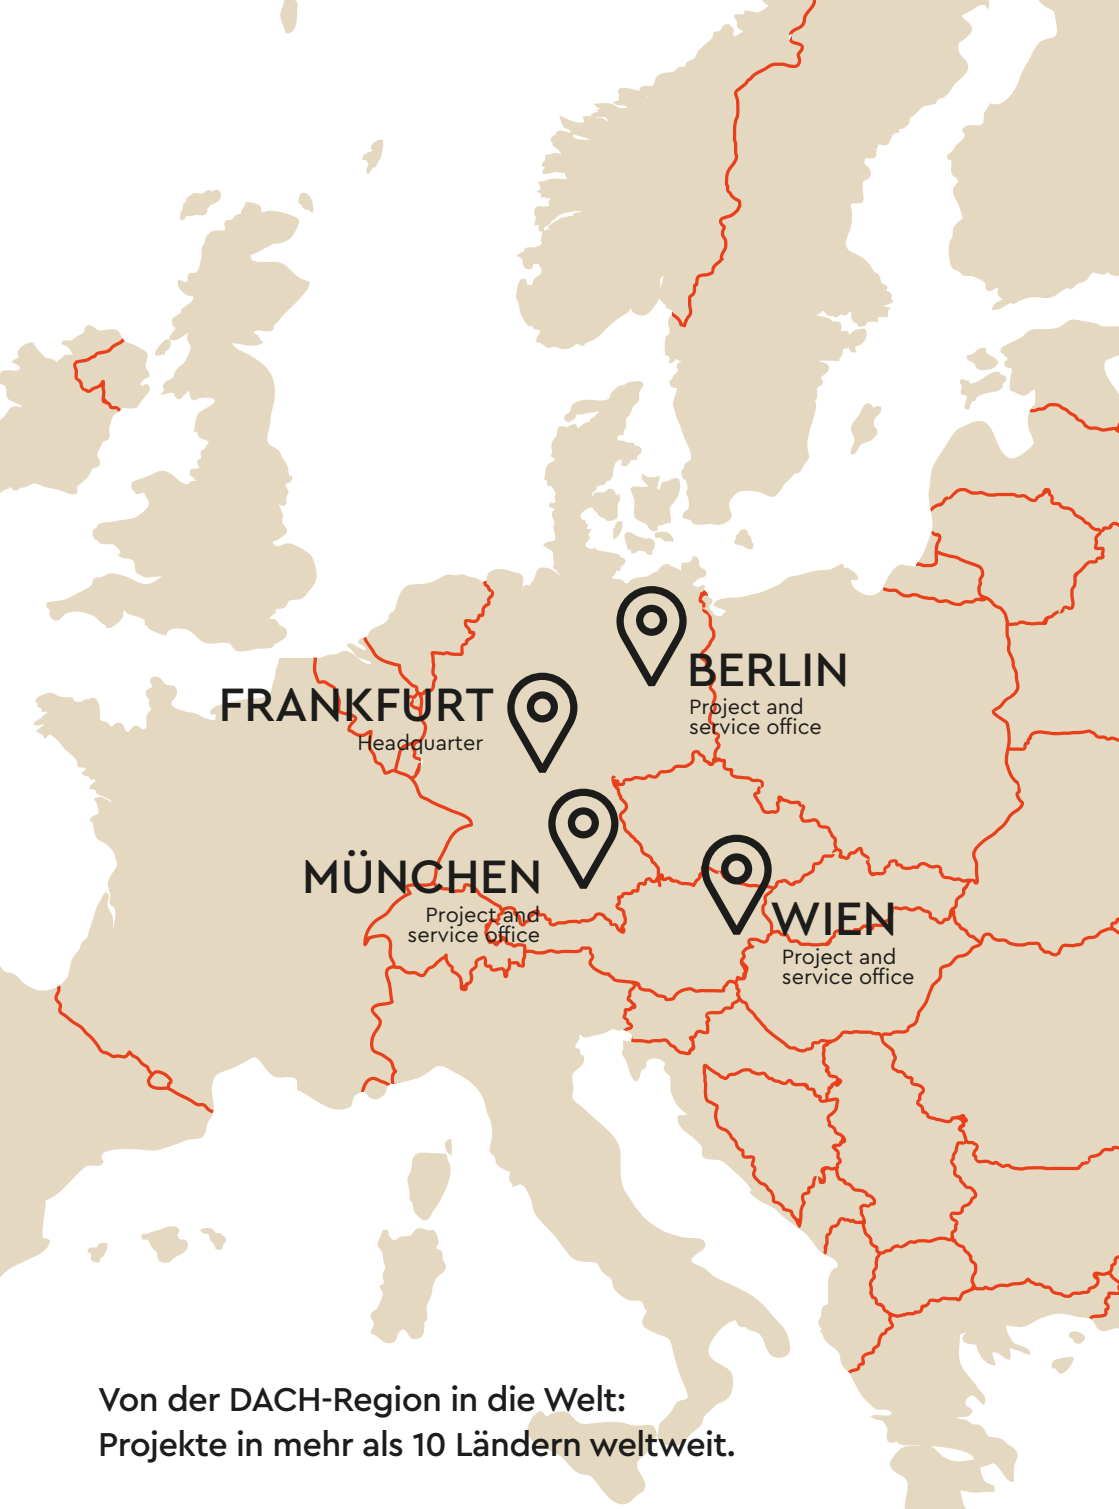 BERLIN
Project and
service office
FRANKFURT
Headquarter
MÜNCHEN
Project and
service office
WIEN
Project and
service office
Von der DACH-Region in die Welt:
Projekte in mehr als 10 Ländern weltweit.